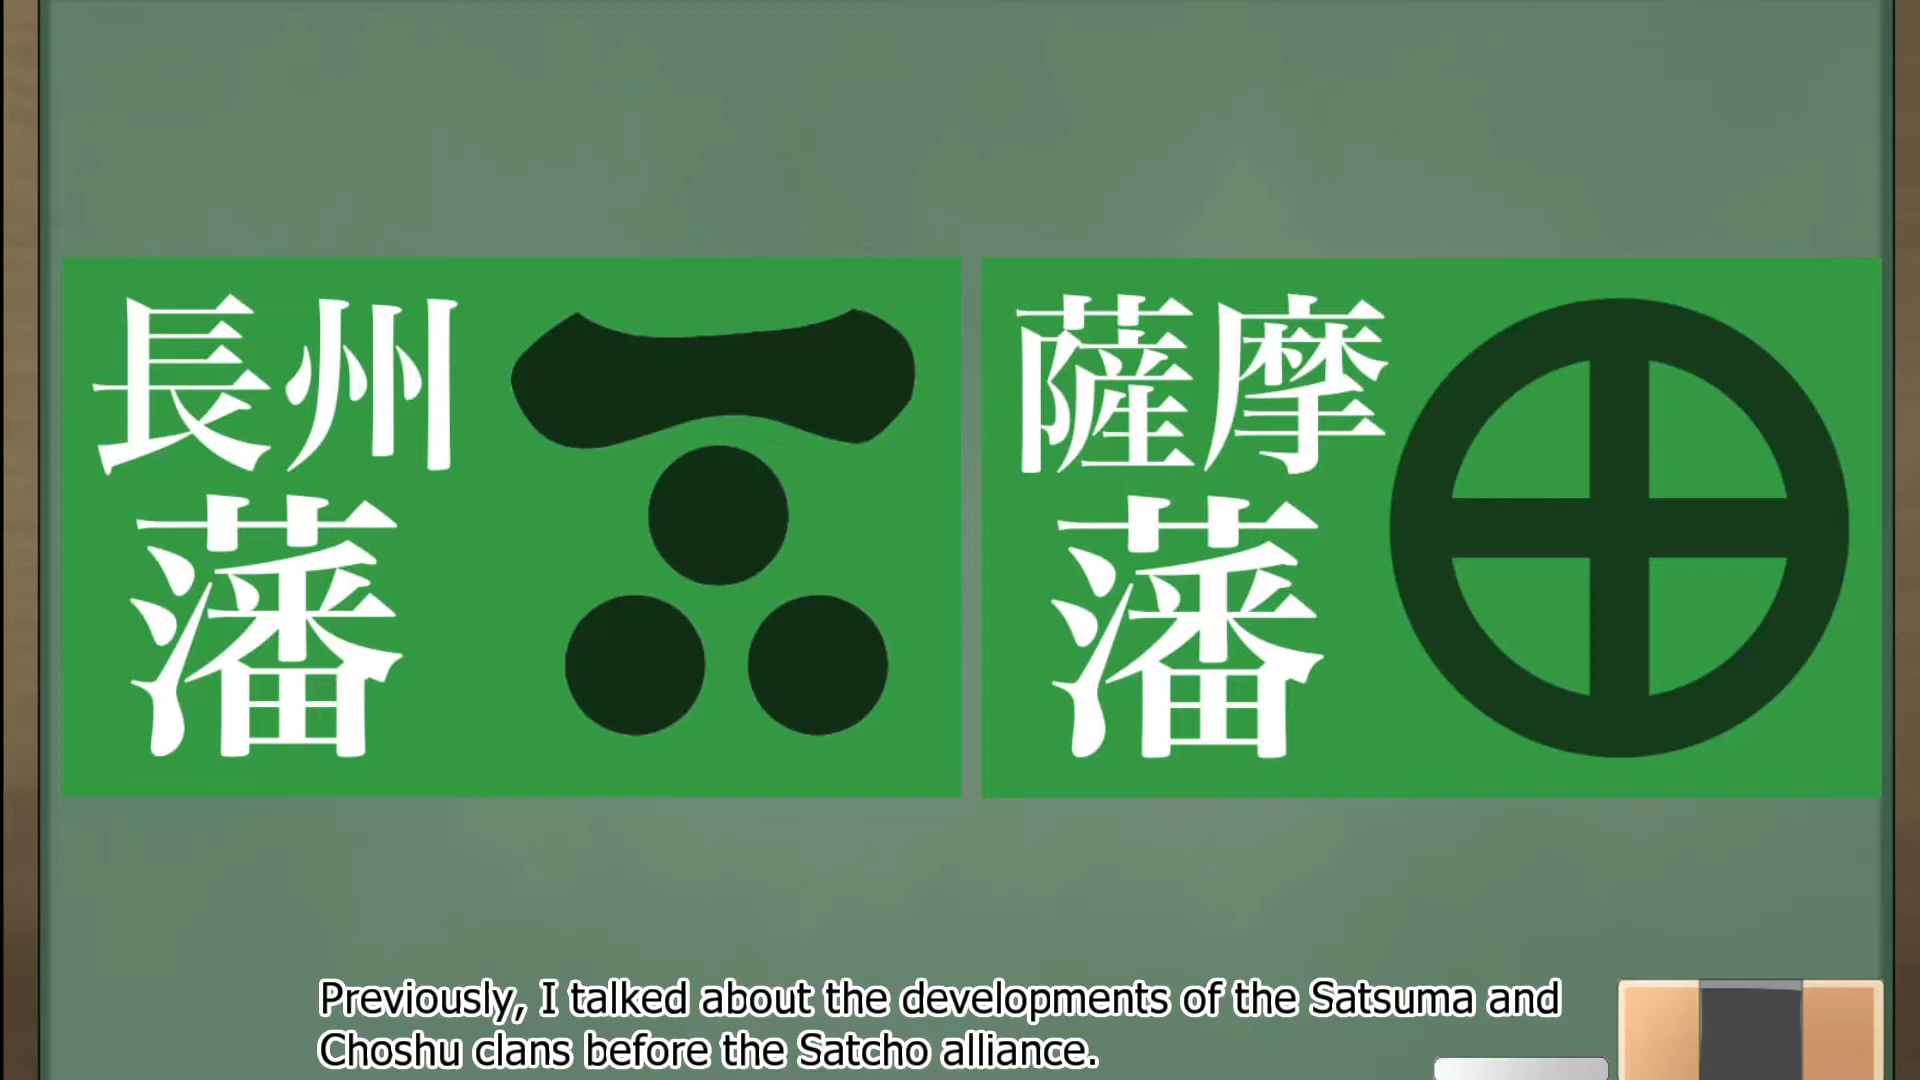 長州
藩
薩摩
藩
Previously, I talked about the developments of the Satsuma and
Choshu clans before the Satcho alliance.